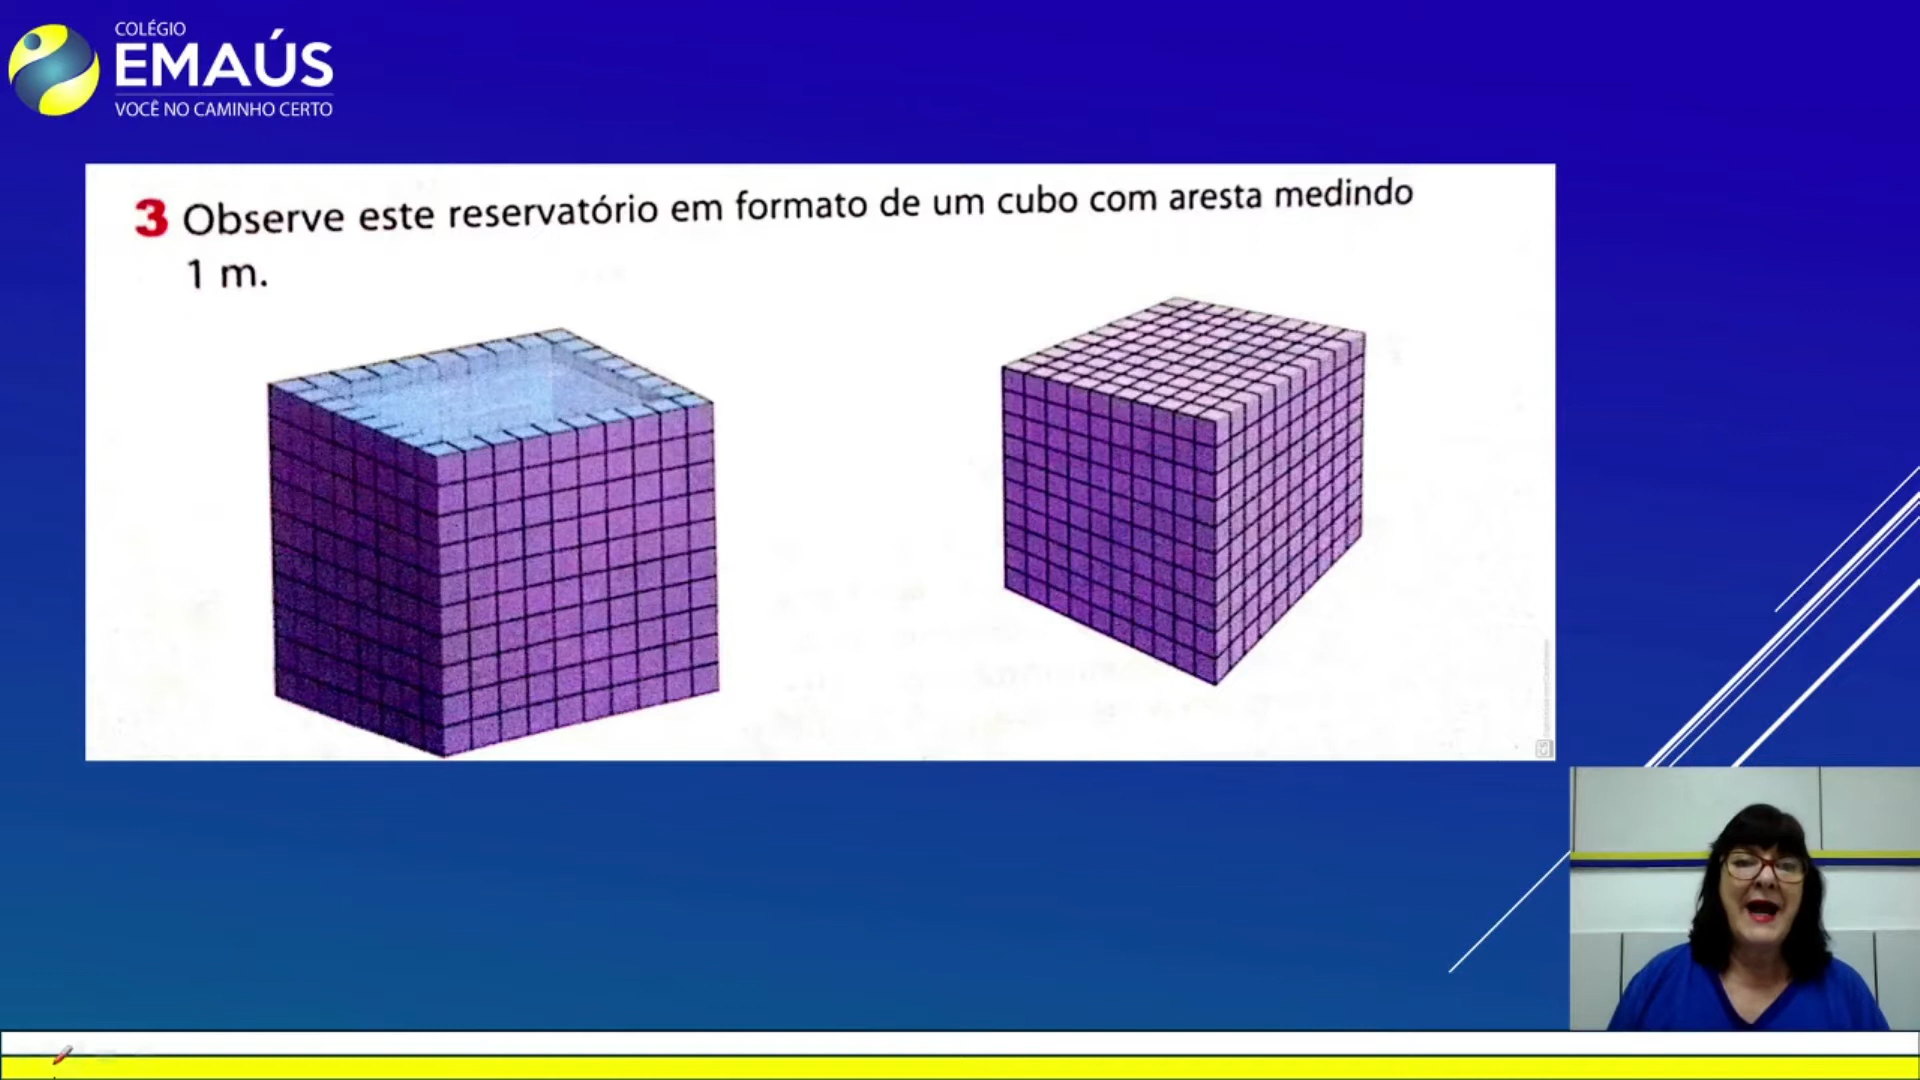 COLÉGIO
EMAÚS
VOCÊ NO CAMINHO CERTO
3 Observe este reservatório em formato de um cubo com aresta medindo
1 m.